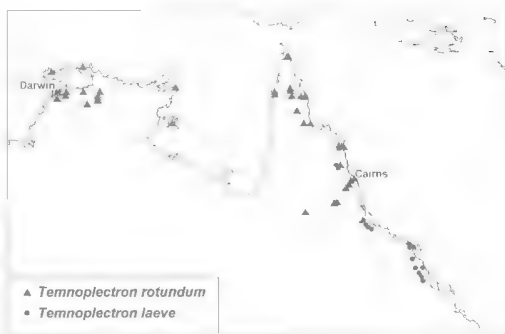 Darwin
Cairns
▲ Temnoplectron rotundum
● Temnoplectron laeve